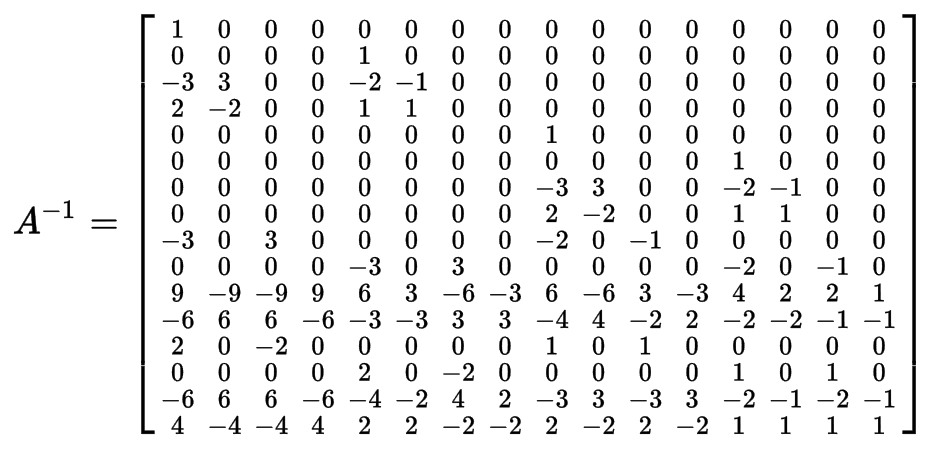 1 0 0 0 0 0 0 0 0 0 0 0 0 0 0 0
0 0 0 0 1 0 0 0 0 0 0 0 0 0 0 0
−3 3 0 0 −2 −1 0 0 0 0 0 0 0 0 0 0
2 −2 0 0 1 1 0 0 0 0 0 0 0 0 0 0
0 0 0 0 0 0 0 0 1 0 0 0 0 0 0 0
0 0 0 0 0 0 0 0 0 0 0 0 1 0 0 0
0 0 0 0 0 0 0 0 −3 3 0 0 −2 −1 0 0
A⁻¹ = 0 0 0 0 0 0 0 0 2 −2 0 0 1 1 0 0
−3 0 3 0 0 0 0 0 −2 0 −1 0 0 0 0 0
0 0 0 0 −3 0 3 0 0 0 0 0 −2 0 −1 0
9 −9 −9 9 6 3 −6 −3 6 −6 3 −3 4 2 2 1
−6 6 6 −6 −3 −3 3 3 −4 4 −2 2 −2 −2 −1 −1
2 0 −2 0 0 0 0 0 1 0 1 0 0 0 0 0
0 0 0 0 2 0 −2 0 0 0 0 0 1 0 1 0
−6 6 6 −6 −4 −2 4 2 −3 3 −3 3 −2 −1 −2 −1
4 −4 −4 4 2 2 −2 −2 2 −2 2 −2 1 1 1 1